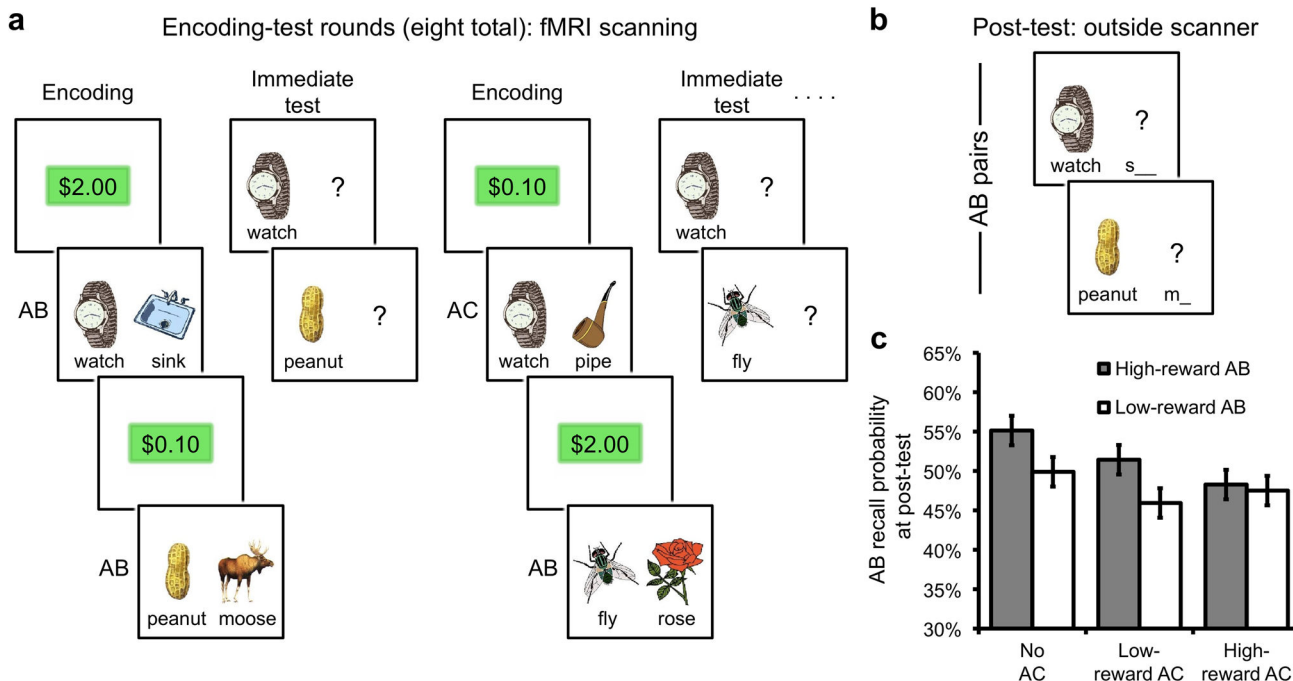 a
Encoding-test rounds (eight total): fMRI scanning
Encoding
Immediate
test
Encoding
Immediate
test
. . . .
$2.00
?
watch
$0.10
?
watch
AB
watch
sink
?
peanut
AC
watch
pipe
?
fly
$0.10
$2.00
AB
peanut
moose
AB
fly
rose
b
Post-test: outside scanner
AB pairs
?
watch
s__
?
peanut
m_
c
AB recall probability
at post-test
65%
60%
55%
50%
45%
40%
35%
30%
High-reward AB
Low-reward AB
No
AC
Low-
reward AC
High-
reward AC